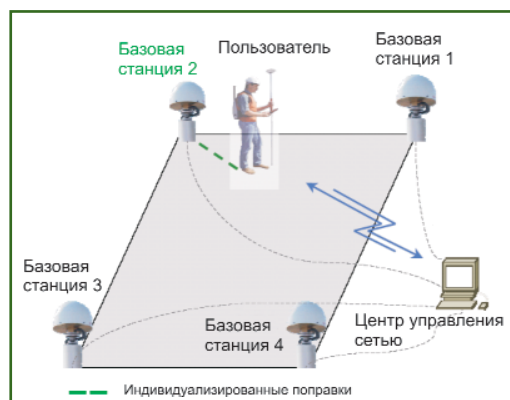 Базовая
станция 2
Пользователь
Базовая
станция 1
Базовая
станция 3
Базовая
станция 4
Центр управления
сетью
Индивидуализированные поправки